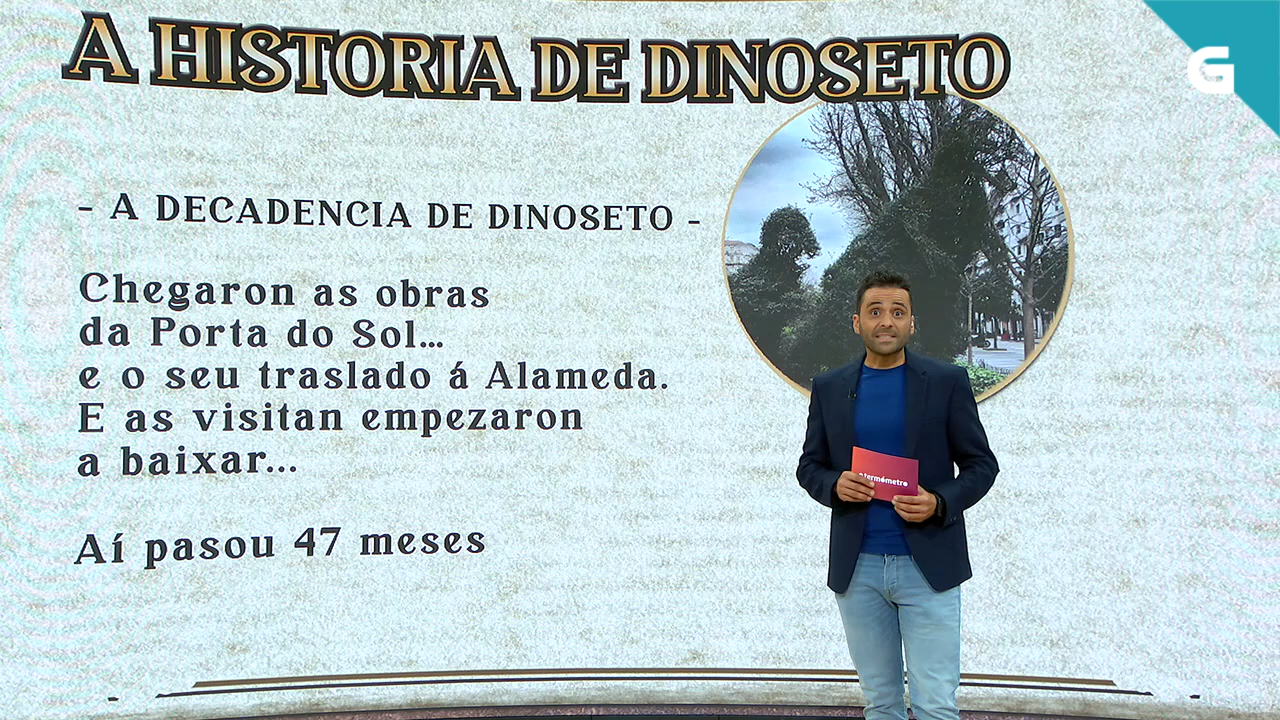 A HISTORIA DE DINOSETO
- A DECADENCIA DE DINOSETO -
Chegaron as obras
da Porta do Sol...
e o seu traslado á Alameda.
E as visitan empezaron
a baixar...
Aí pasou 47 meses
G
o termómetro